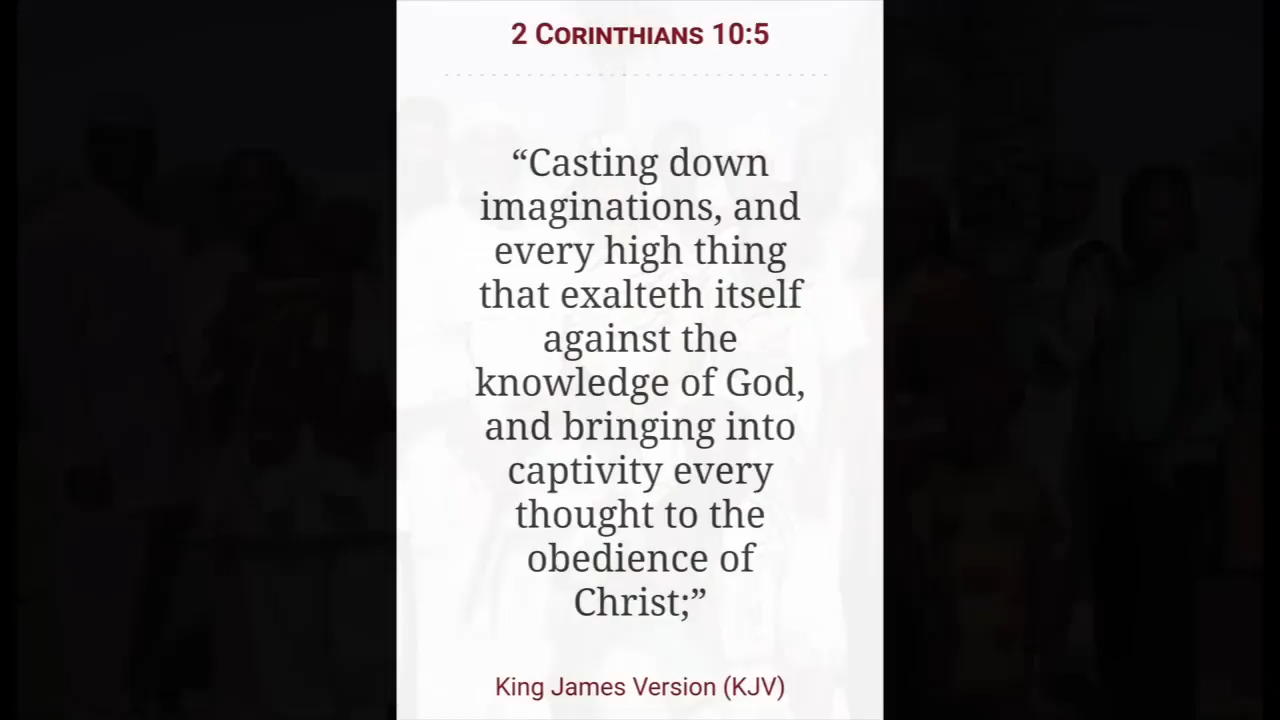 2 Corinthians 10:5
“Casting down
imaginations, and
every high thing
that exalteth itself
against the
knowledge of God,
and bringing into
captivity every
thought to the
obedience of
Christ;”
King James Version (KJV)